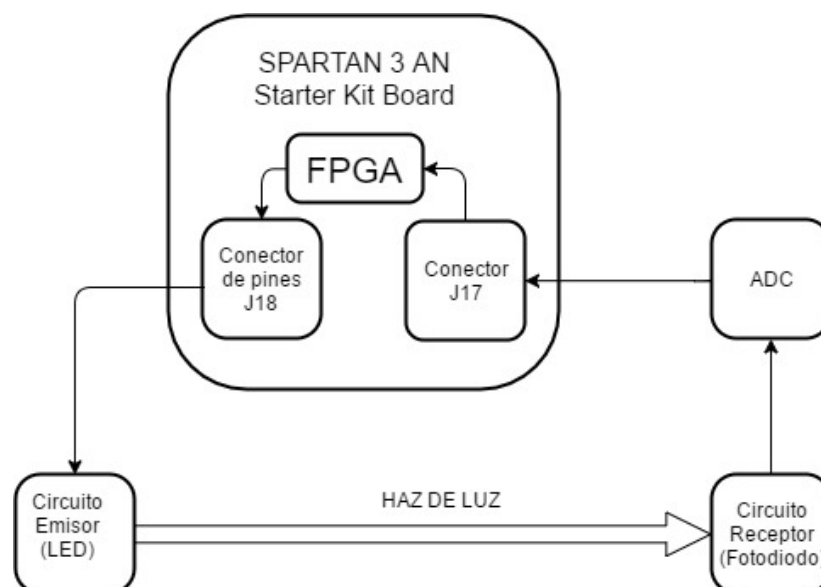 SPARTAN 3 AN
Starter Kit Board
FPGA
Conector
de pines
J18
Conector
J17
ADC
Circuito
Emisor
(LED)
HAZ DE LUZ
Circuito
Receptor
(Fotodiodo)